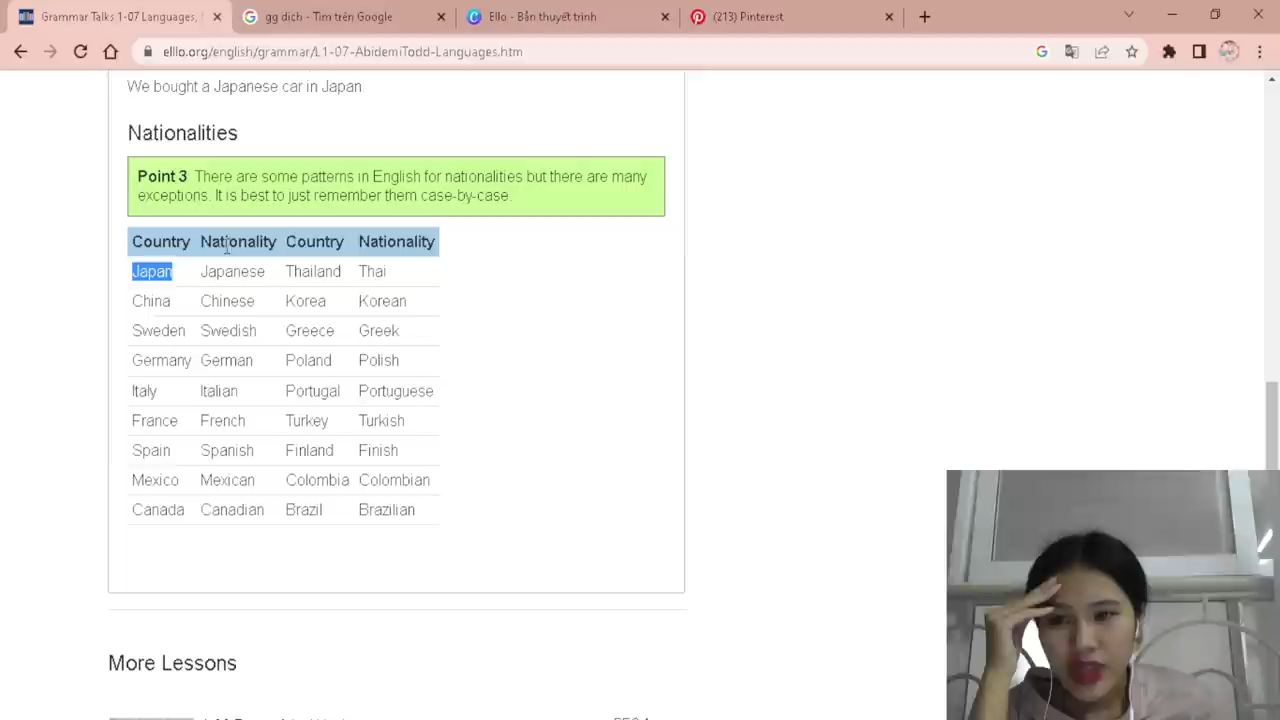 Grammar Talks 1-07 Languages,
gg dịch - Tìm trên Google
Ello - Bản thuyết trình
(213) Pinterest
elllo.org/english/grammar/L1-07-AbidemiTodd-Languages.htm
We bought a Japanese car in Japan.
Nationalities
Point 3 There are some patterns in English for nationalities but there are many
exceptions. It is best to just remember them case-by-case.
Country Nationality Country Nationality
Japan Japanese Thailand Thai
China Chinese Korea Korean
Sweden Swedish Greece Greek
Germany German Poland Polish
Italy Italian Portugal Portuguese
France French Turkey Turkish
Spain Spanish Finland Finish
Mexico Mexican Colombia Colombian
Canada Canadian Brazil Brazilian
More Lessons